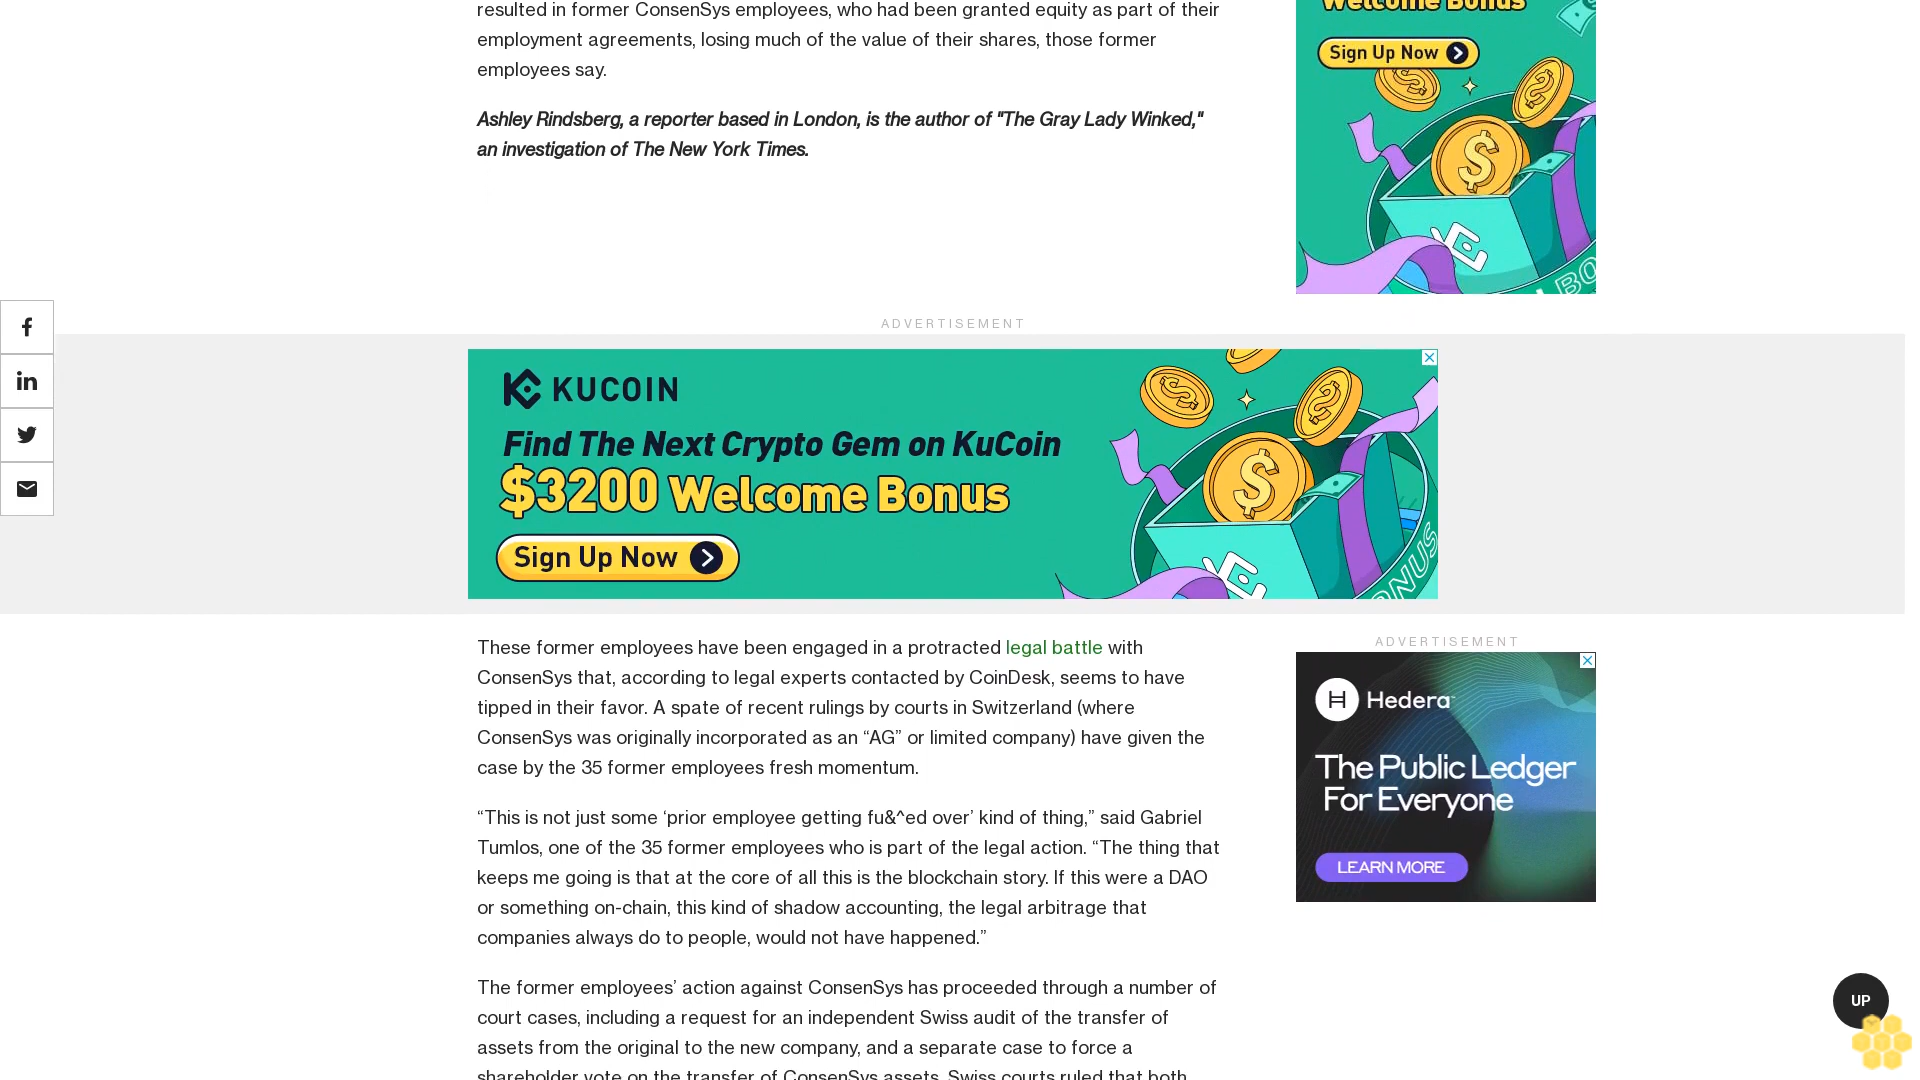 resulted in former ConsenSys employees, who had been granted equity as part of their
employment agreements, losing much of the value of their shares, those former
employees say.
Ashley Rindsberg, a reporter based in London, is the author of "The Gray Lady Winked,"
an investigation of The New York Times.
Welcome Bonus
Sign Up Now
ADVERTISEMENT
KUCOIN
Find The Next Crypto Gem on KuCoin
$3200 Welcome Bonus
Sign Up Now
These former employees have been engaged in a protracted legal battle with
ConsenSys that, according to legal experts contacted by CoinDesk, seems to have
tipped in their favor. A spate of recent rulings by courts in Switzerland (where
ConsenSys was originally incorporated as an “AG” or limited company) have given the
case by the 35 former employees fresh momentum.
“This is not just some ‘prior employee getting fu&^ed over’ kind of thing,” said Gabriel
Tumlos, one of the 35 former employees who is part of the legal action. “The thing that
keeps me going is that at the core of all this is the blockchain story. If this were a DAO
or something on-chain, this kind of shadow accounting, the legal arbitrage that
companies always do to people, would not have happened.”
The former employees’ action against ConsenSys has proceeded through a number of
court cases, including a request for an independent Swiss audit of the transfer of
assets from the original to the new company, and a separate case to force a
shareholder vote on the transfer of ConsenSys assets. Swiss courts ruled that both
ADVERTISEMENT
H Hedera
The Public Ledger
For Everyone
LEARN MORE
UP